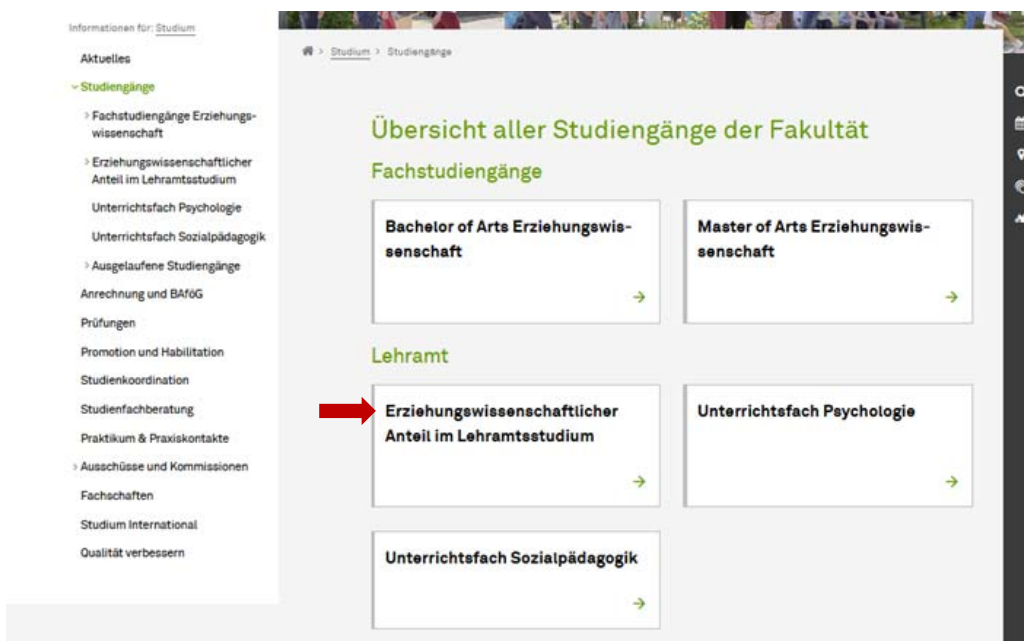 Informationen für: Studium
Aktuelles
Studiengänge
Fachstudiengänge Erziehungs-
wissenschaft
Erziehungswissenschaftlicher
Anteil im Lehramtsstudium
Unterrichtsfach Psychologie
Unterrichtsfach Sozialpädagogik
Ausgelaufene Studiengänge
Anrechnung und BAföG
Prüfungen
Promotion und Habilitation
Studienkoordination
Studienfachberatung
Praktikum & Praxiskontakte
Ausschüsse und Kommissionen
Fachschaften
Studium International
Qualität verbessern
> Studium > Studiengänge
Übersicht aller Studiengänge der Fakultät
Fachstudiengänge
Bachelor of Arts Erziehungswis-
senschaft
Master of Arts Erziehungswis-
senschaft
Lehramt
Erziehungswissenschaftlicher
Anteil im Lehramtsstudium
Unterrichtsfach Psychologie
Unterrichtsfach Sozialpädagogik